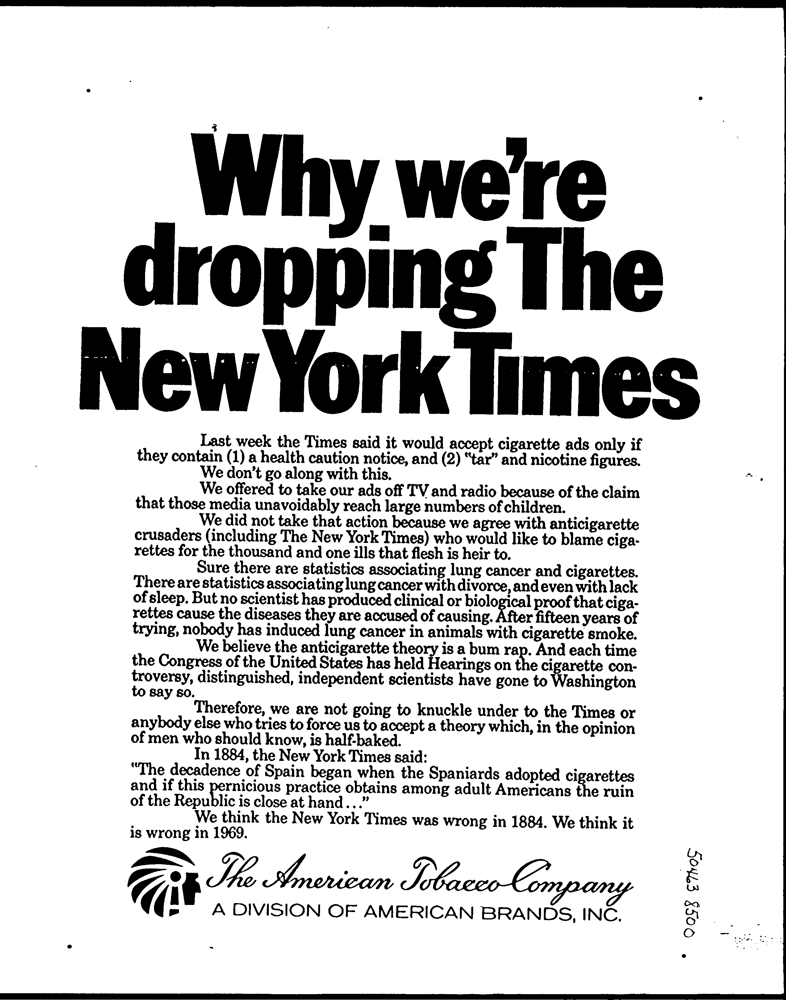 Why we're
dropping The
New York Times
Last week the Times said it would accept cigarette ads only if
they contain (1) a health caution notice, and (2) "tar" and nicotine figures.
We don't go along with this.
We offered to take our ads off TV and radio because of the claim
that those media unavoidably reach large numbers of children.
We did not take that action because we agree with anticigarette
crusaders (including The New York Times) who would like to blame ciga-
rettes for the thousand and one ills that flesh is heir to.
Sure there are statistics associating lung cancer and cigarettes.
There are statistics associating lung cancer with divorce, and even with lack
of sleep. But no scientist has produced clinical or biological proof that ciga-
rettes cause the diseases they are accused of causing. After fifteen years of
trying, nobody has induced lung cancer in animals with cigarette smoke.
We believe the anticigarette theory is a bum rap. And each time
the Congress of the United States has held Hearings on the cigarette con-
troversy, distinguished, independent scientists have gone to Washington
to say so.
Therefore, we are not going to knuckle under to the Times or
anybody else who tries to force us to accept a theory which, in the opinion
of men who should know, is half-baked.
In 1884, the New York Times said:
"The decadence of Spain began when the Spaniards adopted cigarettes
and if this pernicious practice obtains among adult Americans the ruin
of the Republic is close at hand..."
We think the New York Times was wrong in 1884. We think it
is wrong in 1969.
The American Tobacco Company
A DIVISION OF AMERICAN BRANDS, INC.
50463 8500